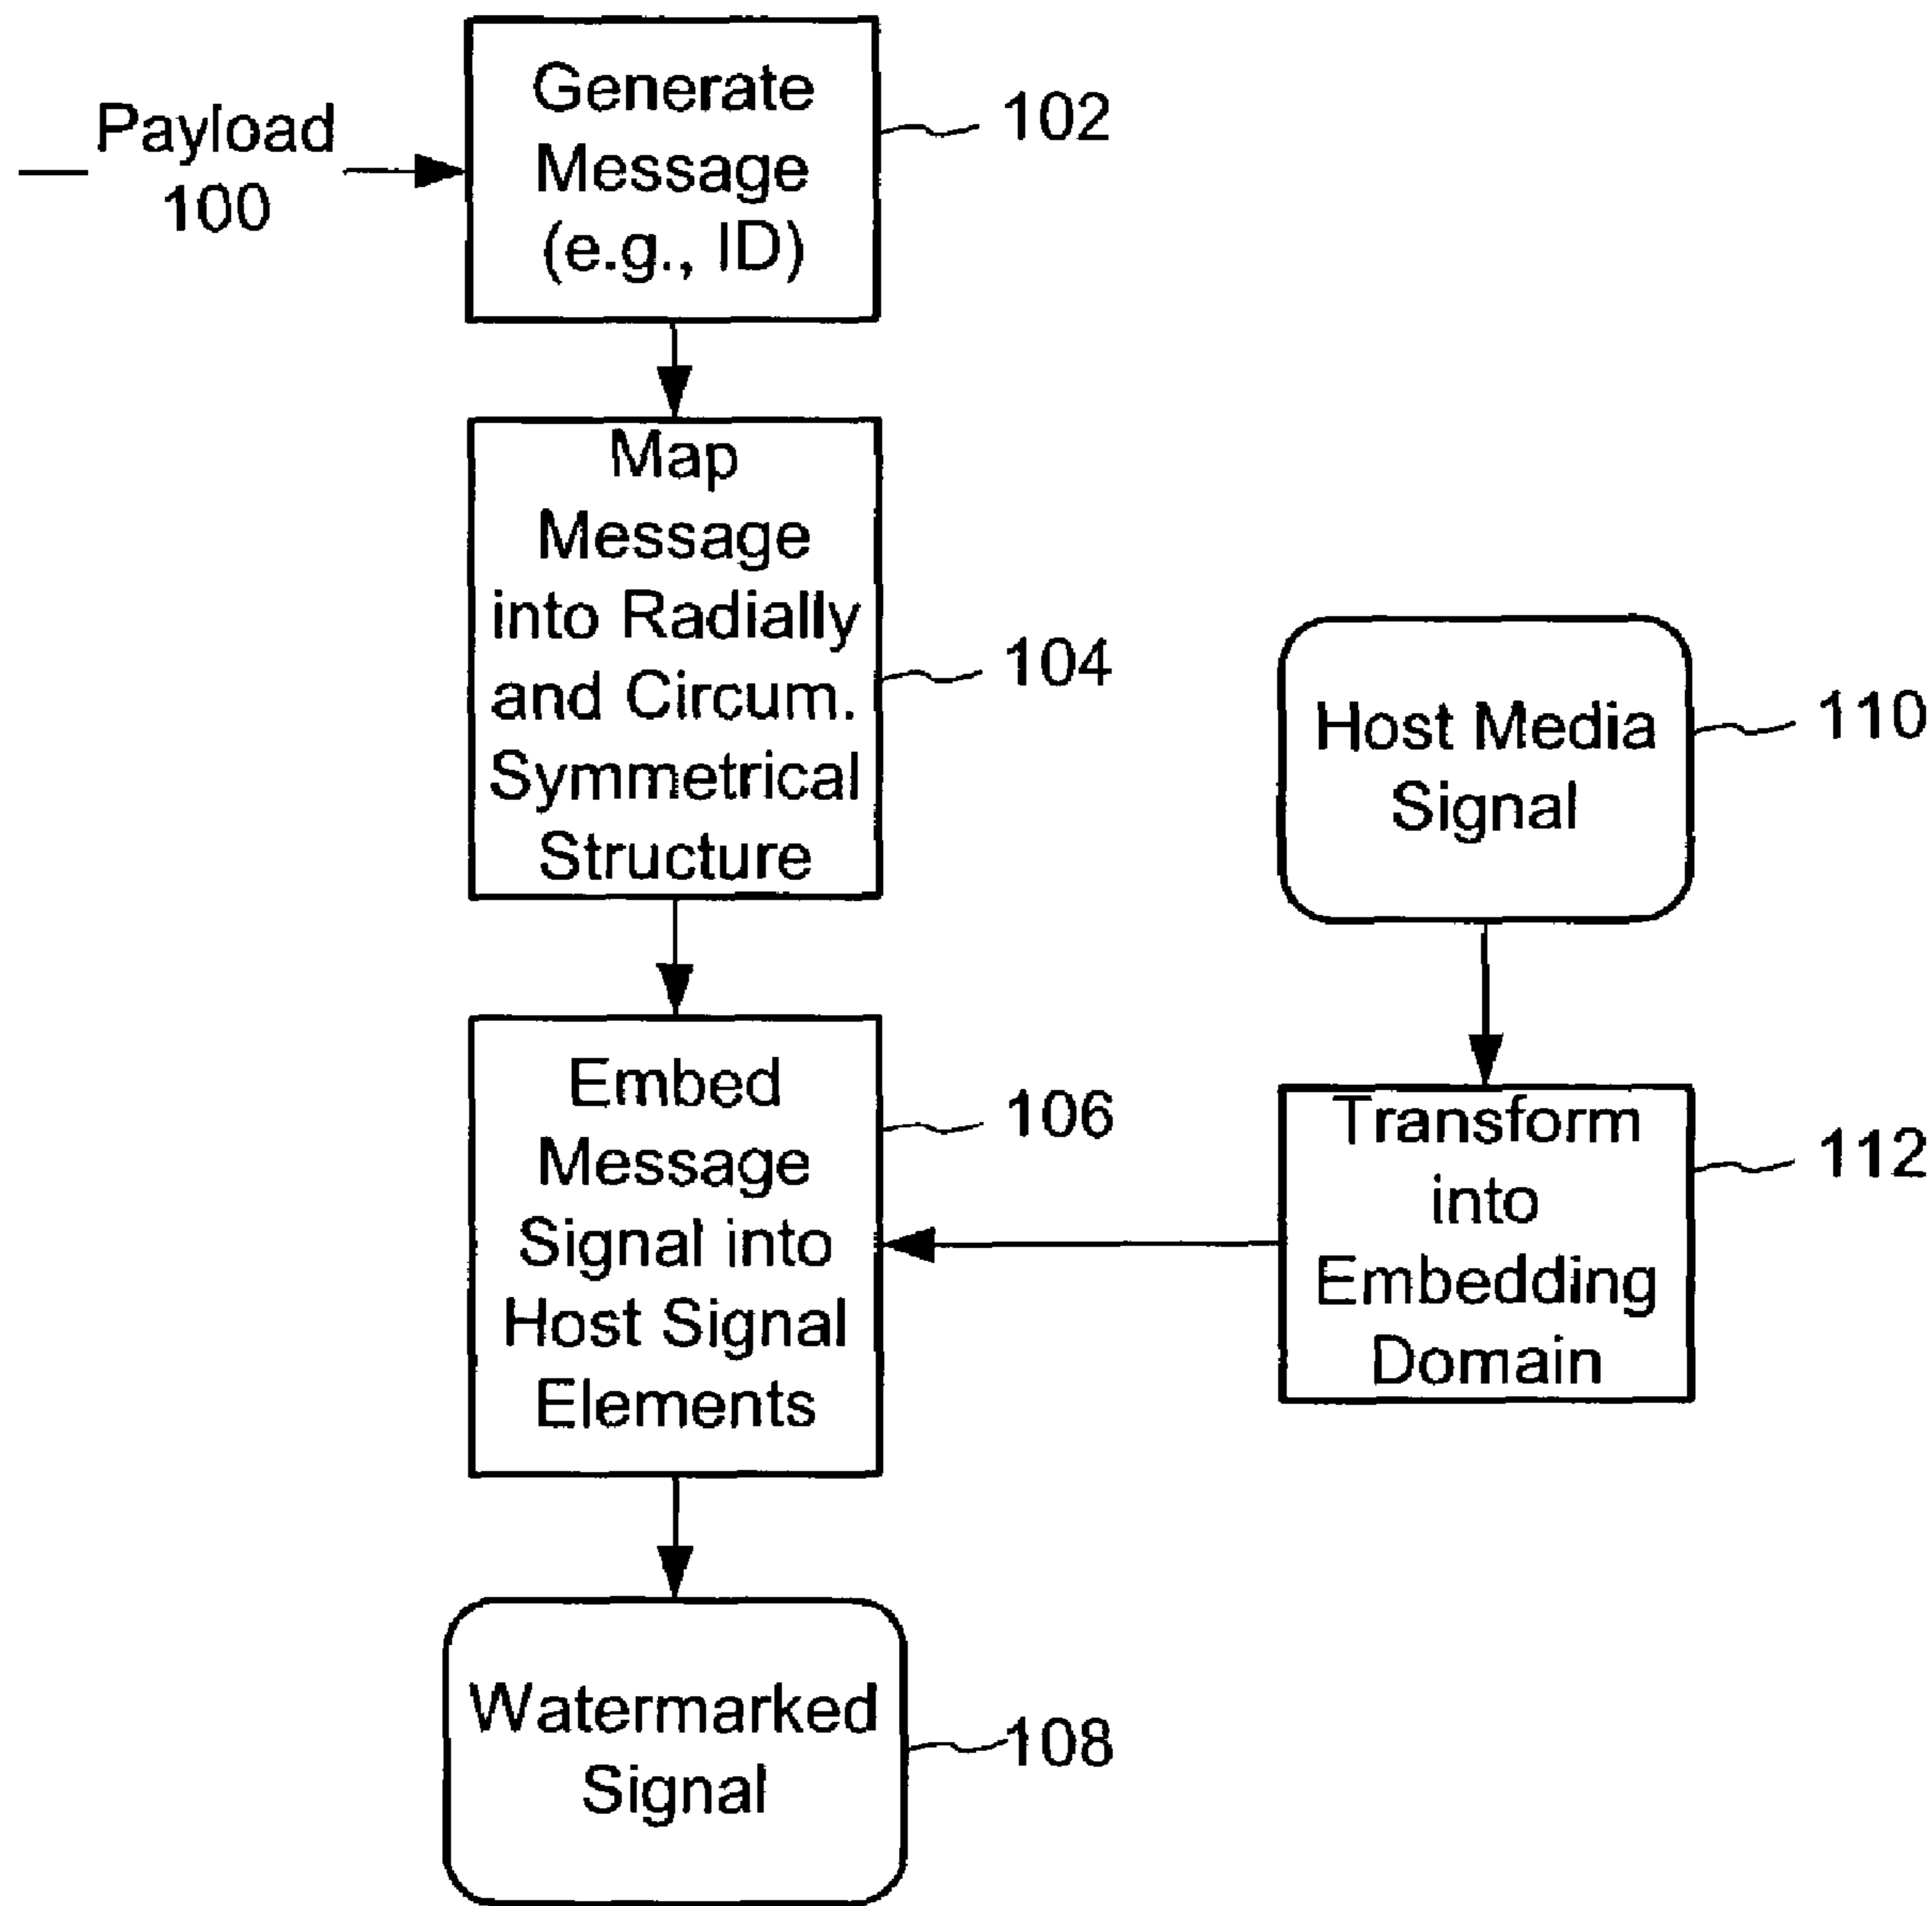 Payload
100
Generate
Message
(e.g., ID)
102
Map
Message
into Radially
and Circum.
Symmetrical
Structure
104
Embed
Message
Signal into
Host Signal
Elements
106
Watermarked
Signal
108
Host Media
Signal
110
Transform
into
Embedding
Domain
112